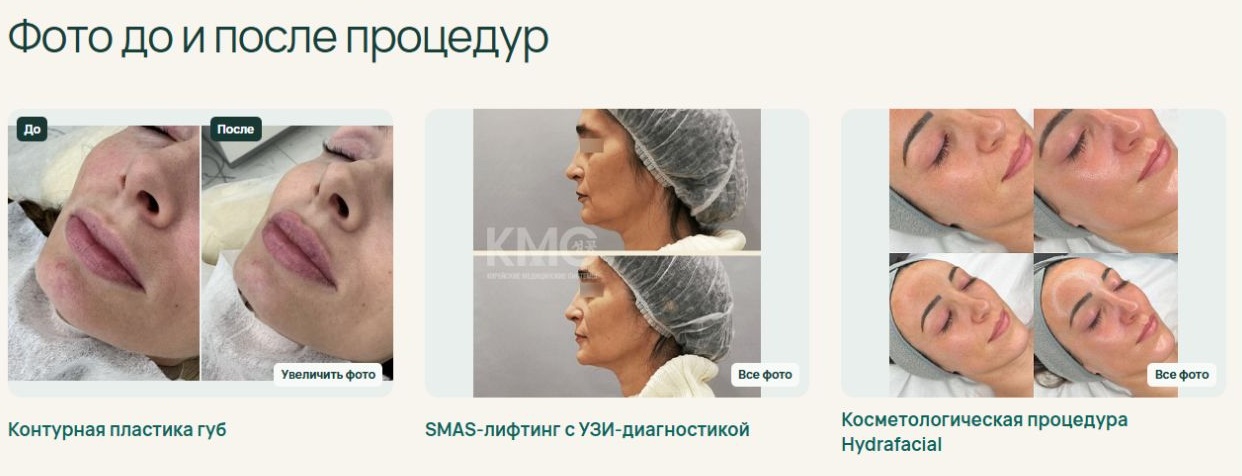 Фото до и после процедур
До
После
Увеличить фото
KMC
Все фото
Все фото
Контурная пластика губ
SMAS-лифтинг с УЗИ-диагностикой
Косметологическая процедура
Hydrafacial